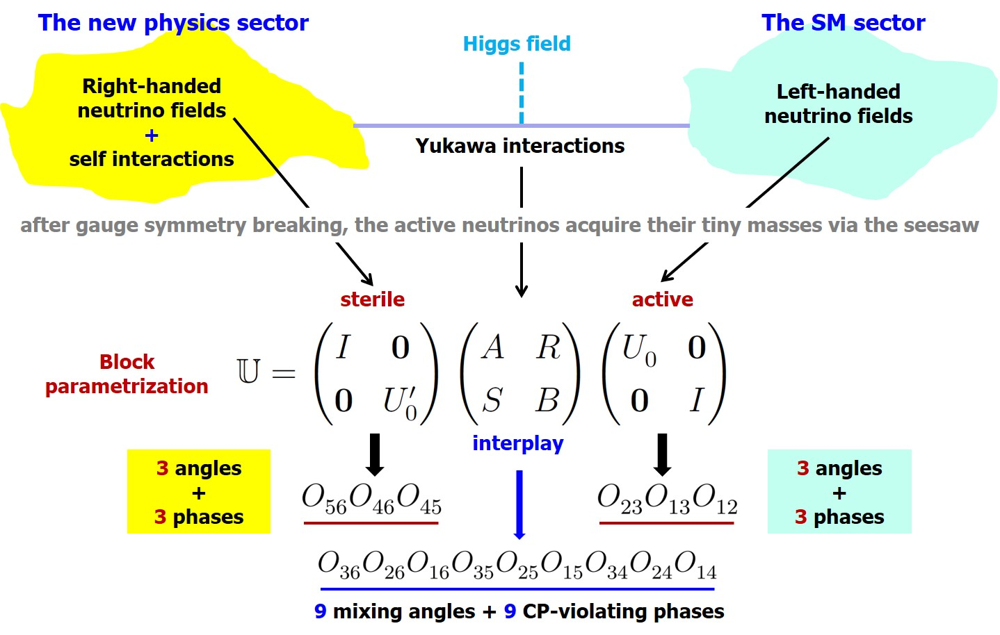 The new physics sector
The SM sector
Higgs field
Right-handed
neutrino fields
+
self interactions
Left-handed
neutrino fields
Yukawa interactions
after gauge symmetry breaking, the active neutrinos acquire their tiny masses via the seesaw
sterile
active
Block
parametrization
𝕌 = ( I 0 ) ( A R ) ( U₀ 0 )
( 0 U₀′ ) ( S B ) ( 0 I )
interplay
3 angles
+
3 phases
O₅₆O₄₆O₄₅
O₂₃O₁₃O₁₂
3 angles
+
3 phases
O₃₆O₂₆O₁₆O₃₅O₂₅O₁₅O₃₄O₂₄O₁₄
9 mixing angles + 9 CP-violating phases